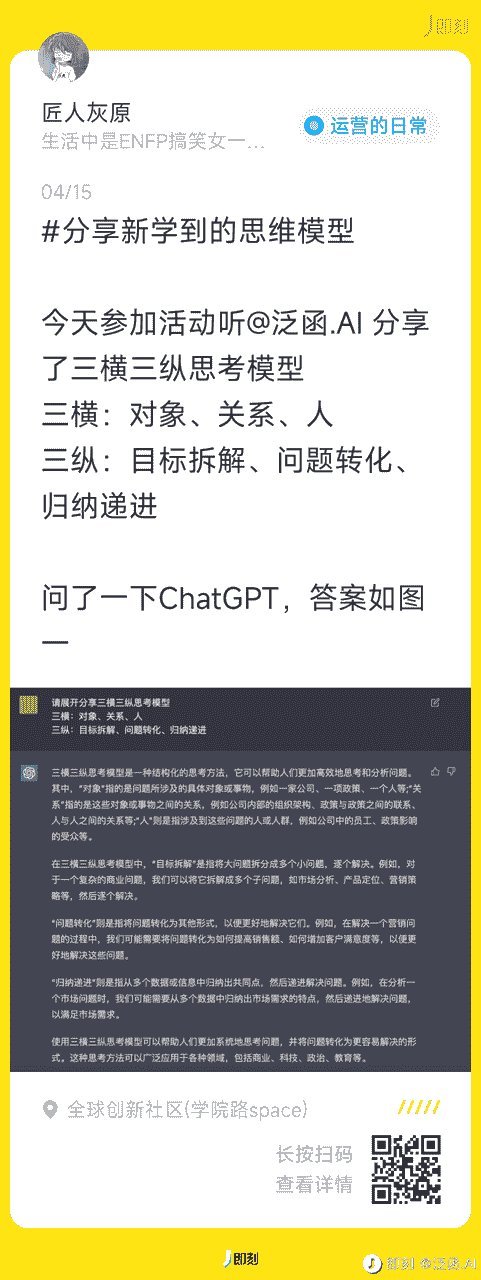 即刻
匠人灰原
生活中是ENFP搞笑女一...
运营的日常
04/15
#分享新学到的思维模型
今天参加活动听@泛函.AI 分享
了三横三纵思考模型
三横：对象、关系、人
三纵：目标拆解、问题转化、
归纳递进
问了一下ChatGPT，答案如图
一
请展开分享三横三纵思考模型
三横：对象、关系、人
三纵：目标拆解、问题转化、归纳递进
三横三纵思考模型是一种结构化的思考方法，它可以帮助人们更加高效地思考和分析问题。
其中，“对象”指的是问题所涉及的具体对象或事物，例如一家公司、一项政策、一个人等;“关
系”指的是这些对象或事物之间的关系，例如公司内部的组织架构、政策与政策之间的联系、
人与人之间的关系等;“人”则是指涉及到这些问题的人或人群，例如公司中的员工、政策影响
的受众等。
在三横三纵思考模型中，“目标拆解”是指将大问题拆分成多个小问题，逐个解决。例如，对
于一个复杂的商业问题，我们可以将它拆解成多个子问题，如市场分析、产品定位、营销策
略等，然后逐个解决。
“问题转化”则是指将问题转化为其他形式，以便更好地解决它们。例如，在解决一个营销问
题的过程中，我们可能需要将问题转化为如何提高销售额、如何增加客户满意度等，以便更
好地解决这些问题。
“归纳递进”则是指从多个数据或信息中归纳出共同点，然后递进解决问题。例如，在分析一
个市场问题时，我们可能需要从多个数据中归纳出市场需求的特点，然后递进地解决问题，
以满足市场需求。
使用三横三纵思考模型可以帮助人们更加系统地思考问题，并将问题转化为更容易解决的形
式。这种思考方法可以广泛应用于各种领域，包括商业、科技、政治、教育等。
全球创新社区(学院路space)
长按扫码
查看详情
即刻
即刻 @泛函.AI